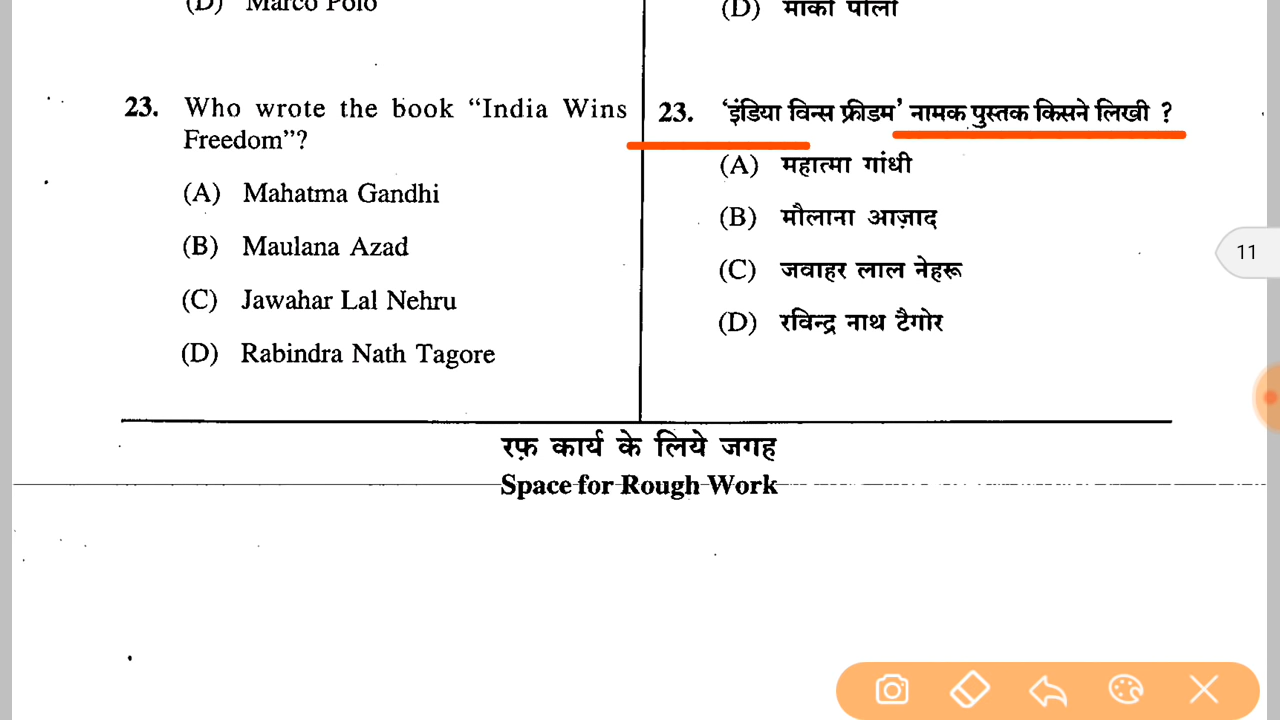 (D) Marco Polo
23. Who wrote the book “India Wins
Freedom”?
(A) Mahatma Gandhi
(B) Maulana Azad
(C) Jawahar Lal Nehru
(D) Rabindra Nath Tagore
(D) मार्को पोलो
23. ‘इंडिया विन्स फ्रीडम’ नामक पुस्तक किसने लिखी ?
(A) महात्मा गांधी
(B) मौलाना आज़ाद
(C) जवाहर लाल नेहरू
(D) रविन्द्र नाथ टैगोर
रफ़ कार्य के लिये जगह
Space for Rough Work
11